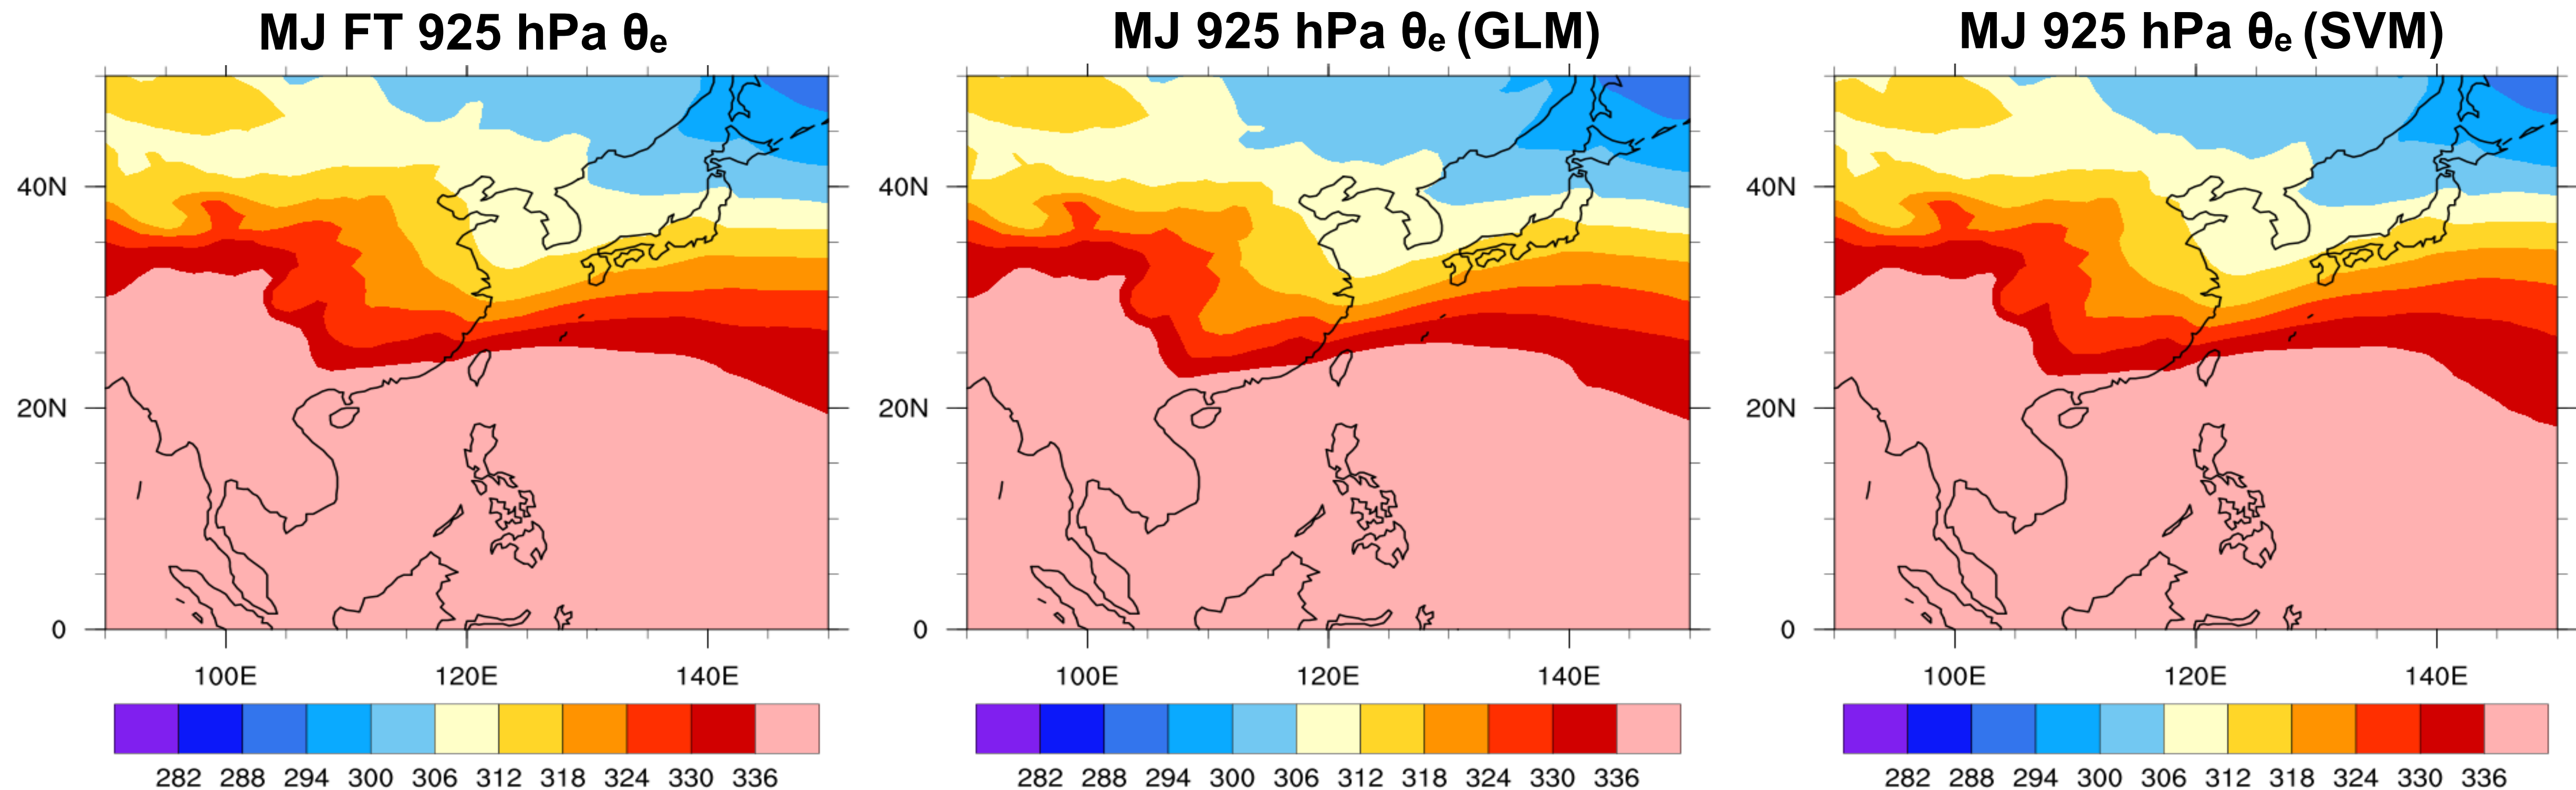 MJ FT 925 hPa θₑ
MJ 925 hPa θₑ (GLM)
MJ 925 hPa θₑ (SVM)
40N
20N
0
100E 120E 140E
282 288 294 300 306 312 318 324 330 336
40N
20N
0
100E 120E 140E
282 288 294 300 306 312 318 324 330 336
40N
20N
0
100E 120E 140E
282 288 294 300 306 312 318 324 330 336